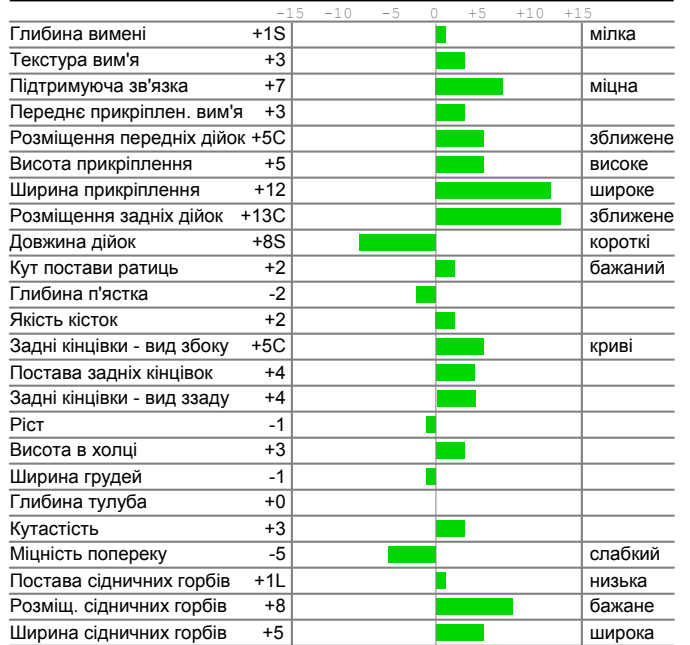 -15 -10 -5 0 +5 +10 +15
Глибина вимені +1S мілка
Текстура вим'я +3
Підтримуюча зв'язка +7 міцна
Переднє прикріплен. вим'я +3
Розміщення передніх дійок +5C зближене
Висота прикріплення +5 високе
Ширина прикріплення +12 широке
Розміщення задніх дійок +13C зближене
Довжина дійок +8S короткі
Кут постави ратиць +2 бажаний
Глибина п'ястка -2
Якість кісток +2
Задні кінцівки - вид збоку +5C криві
Постава задніх кінцівок +4
Задні кінцівки - вид ззаду +4
Ріст -1
Висота в холці +3
Ширина грудей -1
Глибина тулуба +0
Кутастість +3
Міцність попереку -5 слабкий
Постава сідничних горбів +1L низька
Розміщ. сідничних горбів +8 бажане
Ширина сідничних горбів +5 широка